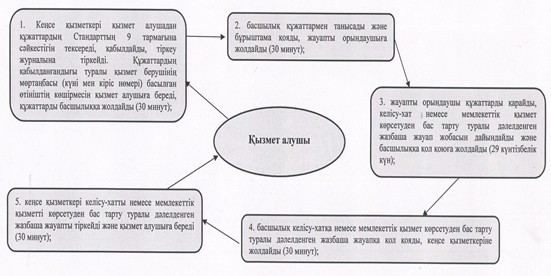 1. Кеңсе қызметкері қызмет алушадан
құжаттардың Стандарттың 9 тармағына
сәйкестігін тексереді, қабылдайды, тіркеу
журналына тіркейді. Құжаттардың
қабылданғандығы туралы қызмет берушінің
мөртаңбасы (күні мен кіріс нөмері) басылған
өтініштің көшірмесін қызмет алушыға береді,
құжаттарды басшылыққа жолдайды (30 минут);
2. басшылық құжаттармен танысады және
бұрыштама қояды, жауапты орындаушыға
жолдайды (30 минут);
3. жауапты орындаушы құжаттарды қарайды,
келісу-хат немесе мемлекеттік қызмет
көрсетуден бас тарту туралы дәлелденген
жазбаша жауап жобасын дайындайды және
басшылыққа қол қоюға жолдайды (29 күнтізбелік
күн);
Қызмет алушы
5. кеңсе қызметкері келісу-хатты немесе мемлекеттік
қызметті көрсетуден бас тарту туралы дәлелденген
жазбаша жауапты тіркейді және қызмет алушыға береді
(30 минут);
4. басшылық келісу-хатқа немесе мемлекеттік қызмет көрсетуден бас тарту
туралы дәлелденген жазбаша жауапқа қол қояды, кеңсе қызметкеріне
жолдайды (30 минут);